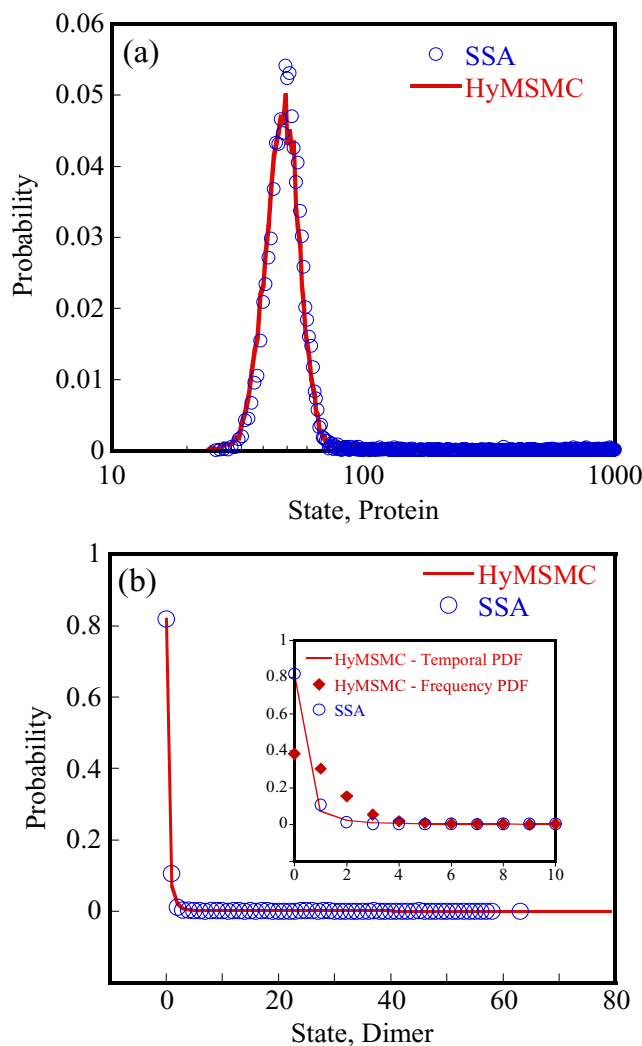 0.06
(a)
SSA
HyMSMC
0.05
0.04
0.03
0.02
0.01
0
Probability
10
100
1000
State, Protein
1
(b)
HyMSMC
SSA
0.8
0.6
0.4
0.2
0
Probability
1
HyMSMC - Temporal PDF
0.8
HyMSMC - Frequency PDF
SSA
0.6
0.4
0.2
0
0
2
4
6
8
10
0
20
40
60
80
State, Dimer